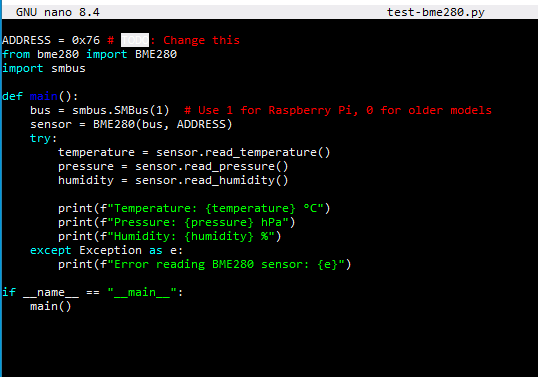 GNU nano 8.4 test-bme280.py
ADDRESS = 0x76 # : Change this
from bme280 import BME280
import smbus
def main():
bus = smbus.SMBus(1) # Use 1 for Raspberry Pi, 0 for older models
sensor = BME280(bus, ADDRESS)
try:
temperature = sensor.read_temperature()
pressure = sensor.read_pressure()
humidity = sensor.read_humidity()
print(f"Temperature: {temperature} °C")
print(f"Pressure: {pressure} hPa")
print(f"Humidity: {humidity} %")
except Exception as e:
print(f"Error reading BME280 sensor: {e}")
if __name__ == "__main__":
main()